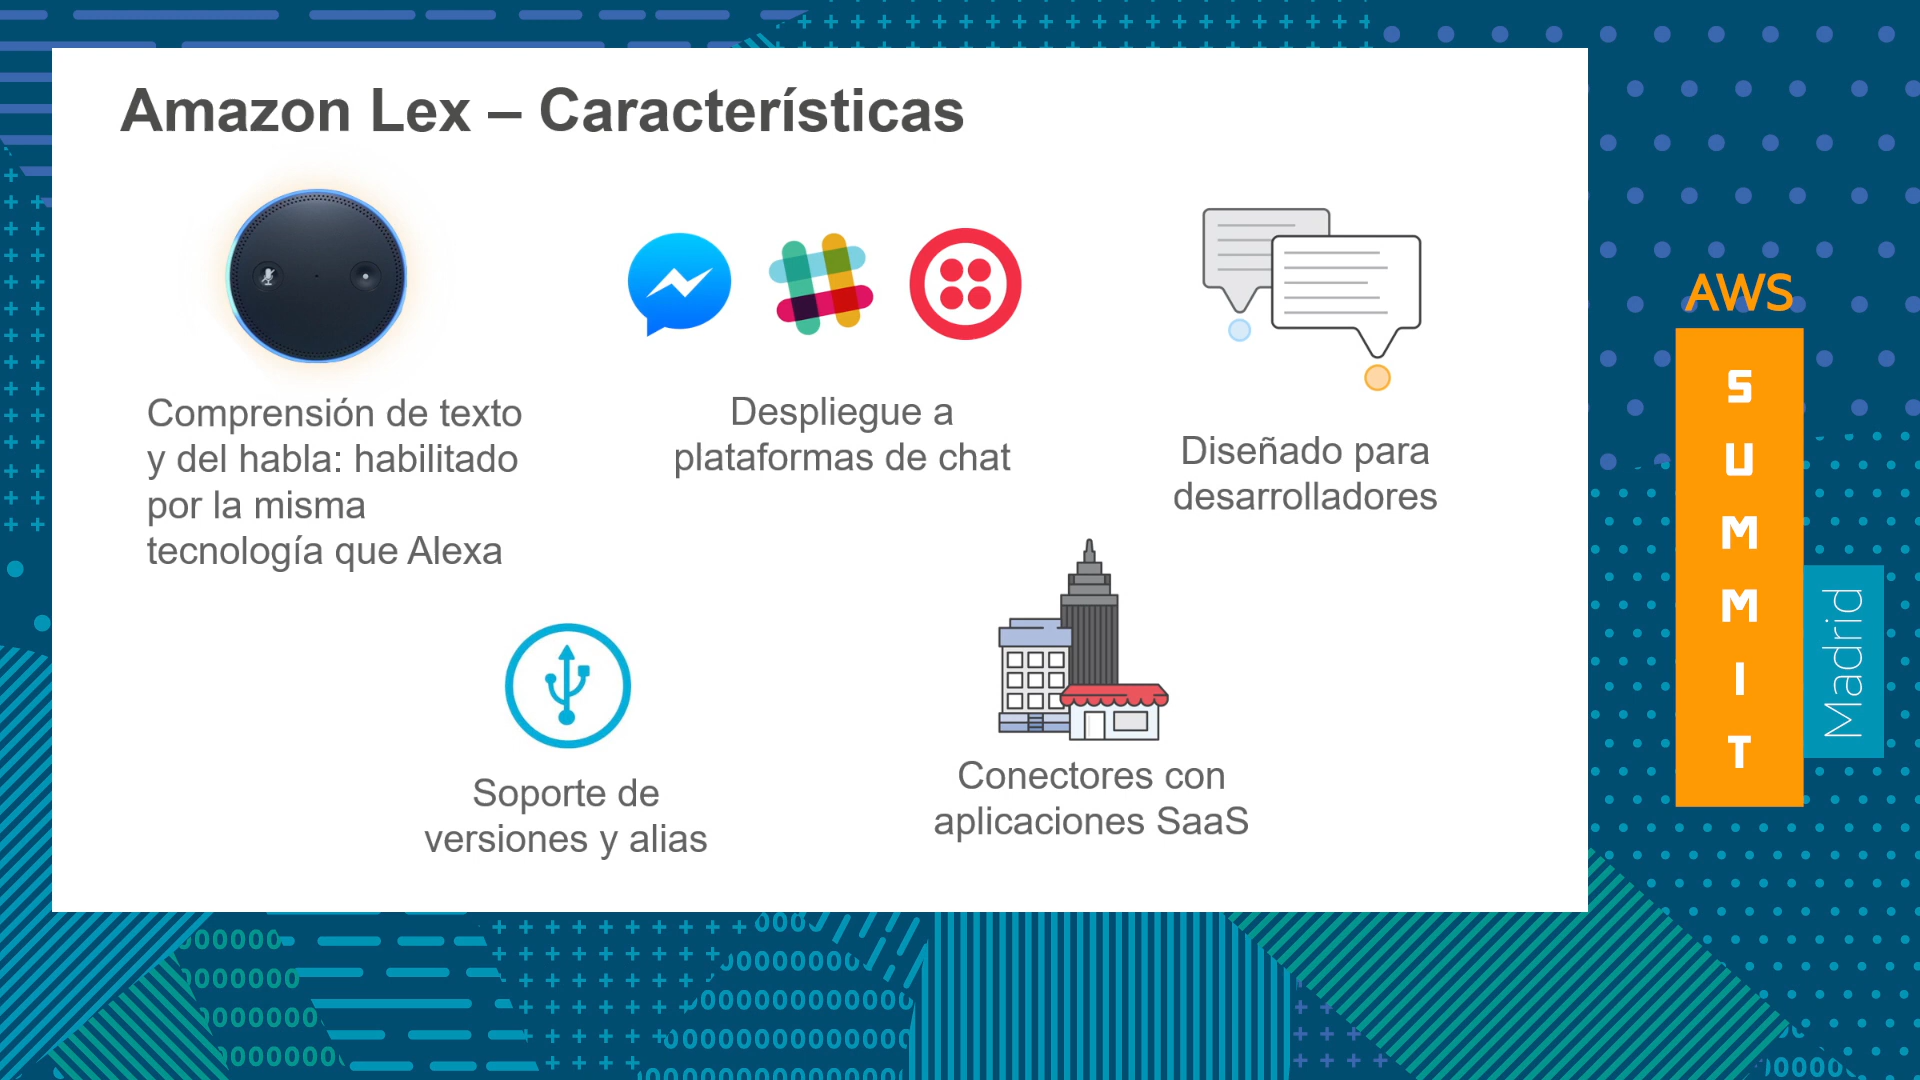 Amazon Lex – Características
Comprensión de texto
y del habla: habilitado
por la misma
tecnología que Alexa
Despliegue a
plataformas de chat
Diseñado para
desarrolladores
Soporte de
versiones y alias
Conectores con
aplicaciones SaaS
AWS
SUMMIT
Madrid